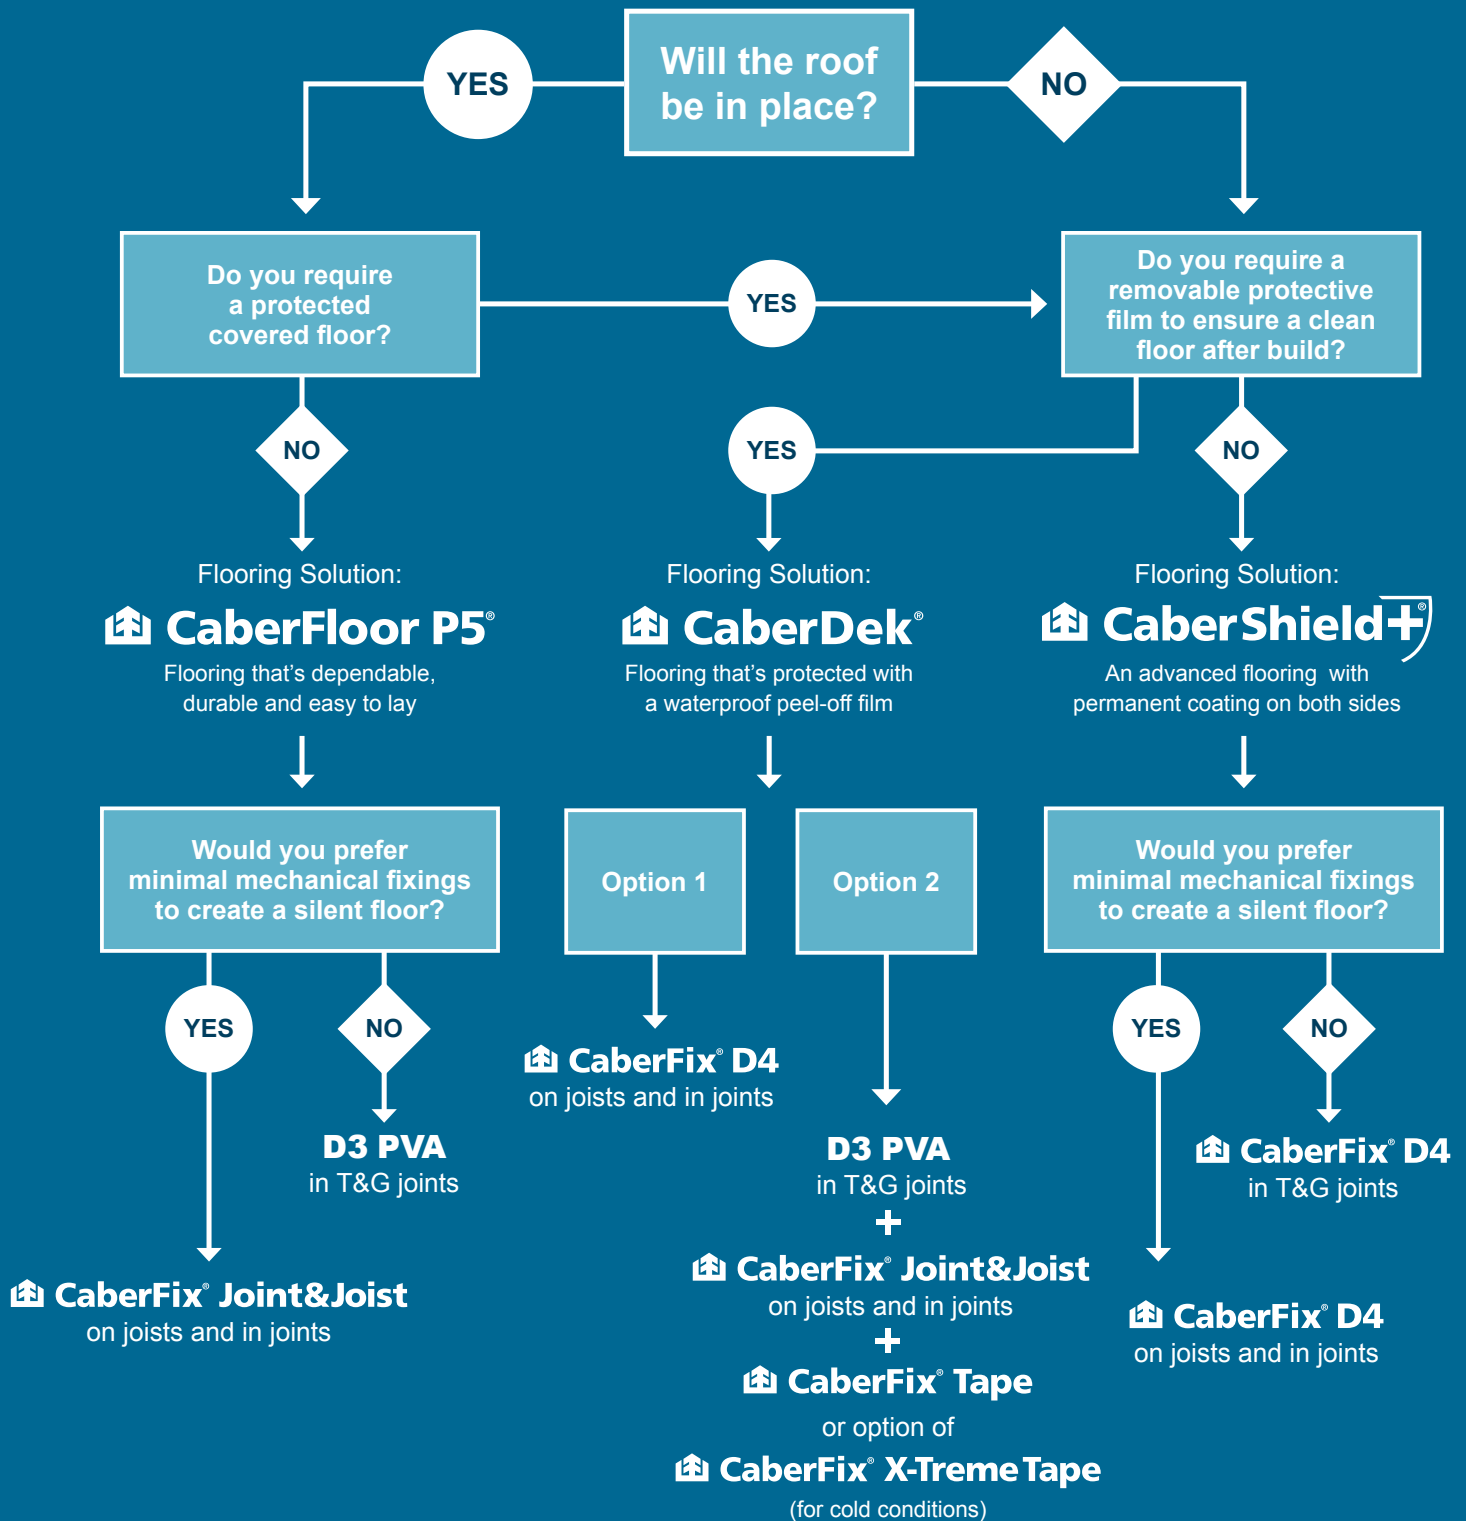 Will the roof
be in place?
YES
NO
Do you require
a protected
covered floor?
YES
Do you require a
removable protective
film to ensure a clean
floor after build?
NO
YES
NO
Flooring Solution:
CaberFloor P5®
Flooring that's dependable,
durable and easy to lay
Flooring Solution:
CaberDek®
Flooring that's protected with
a waterproof peel-off film
Flooring Solution:
CaberShield+®
An advanced flooring with
permanent coating on both sides
Would you prefer
minimal mechanical fixings
to create a silent floor?
Option 1
Option 2
Would you prefer
minimal mechanical fixings
to create a silent floor?
YES
NO
YES
NO
CaberFix® D4
on joists and in joints
D3 PVA
in T&G joints
D3 PVA
in T&G joints
CaberFix® D4
in T&G joints
+
CaberFix® Joint&Joist
on joists and in joints
CaberFix® Joint&Joist
on joists and in joints
CaberFix® D4
on joists and in joints
+
CaberFix® Tape
or option of
CaberFix® X-Treme Tape
(for cold conditions)